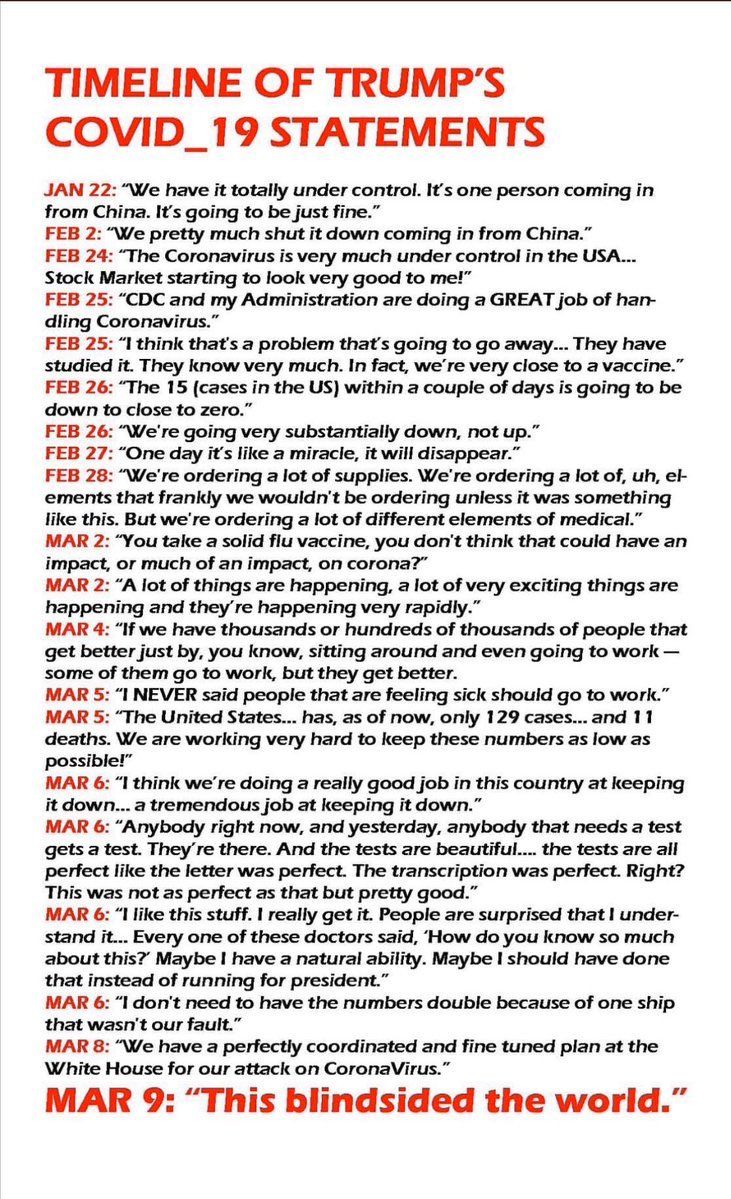 TIMELINE OF TRUMP'S
COVID_19 STATEMENTS
JAN 22: “We have it totally under control. It's one person coming in
from China. It's going to be just fine.”
FEB 2: “We pretty much shut it down coming in from China.”
FEB 24: “The Coronavirus is very much under control in the USA...
Stock Market starting to look very good to me!”
FEB 25: “CDC and my Administration are doing a GREAT job of han-
dling Coronavirus.”
FEB 25: “I think that's a problem that's going to go away... They have
studied it. They know very much. In fact, we're very close to a vaccine.”
FEB 26: “The 15 (cases in the US) within a couple of days is going to be
down to close to zero.”
FEB 26: “We're going very substantially down, not up.”
FEB 27: “One day it's like a miracle, it will disappear.”
FEB 28: “We're ordering a lot of supplies. We're ordering a lot of, uh, el-
ements that frankly we wouldn't be ordering unless it was something
like this. But we're ordering a lot of different elements of medical.”
MAR 2: “You take a solid flu vaccine, you don't think that could have an
impact, or much of an impact, on corona?”
MAR 2: “A lot of things are happening, a lot of very exciting things are
happening and they're happening very rapidly.”
MAR 4: “If we have thousands or hundreds of thousands of people that
get better just by, you know, sitting around and even going to work —
some of them go to work, but they get better.
MAR 5: “I NEVER said people that are feeling sick should go to work.”
MAR 5: “The United States... has, as of now, only 129 cases... and 11
deaths. We are working very hard to keep these numbers as low as
possible!”
MAR 6: “I think we're doing a really good job in this country at keeping
it down... a tremendous job at keeping it down.”
MAR 6: “Anybody right now, and yesterday, anybody that needs a test
gets a test. They're there. And the tests are beautiful.... the tests are all
perfect like the letter was perfect. The transcription was perfect. Right?
This was not as perfect as that but pretty good.”
MAR 6: “I like this stuff. I really get it. People are surprised that I under-
stand it... Every one of these doctors said, ‘How do you know so much
about this?’ Maybe I have a natural ability. Maybe I should have done
that instead of running for president.”
MAR 6: “I don't need to have the numbers double because of one ship
that wasn't our fault.”
MAR 8: “We have a perfectly coordinated and fine tuned plan at the
White House for our attack on CoronaVirus.”
MAR 9: “This blindsided the world.”